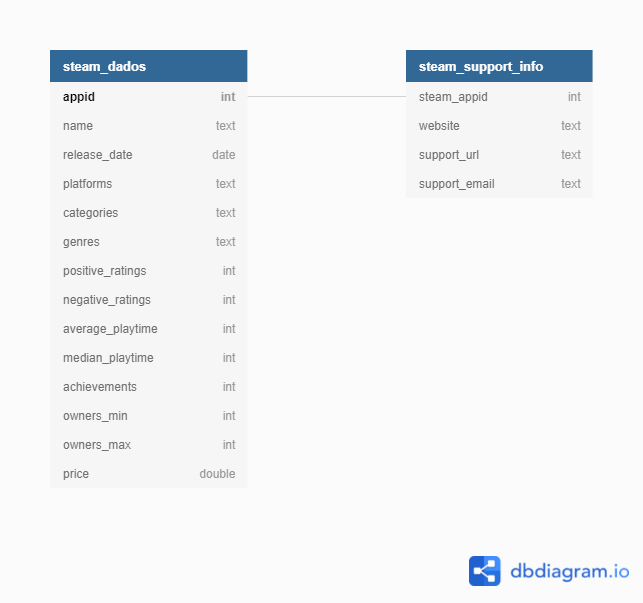 steam_dados
appid int
name text
release_date date
platforms text
categories text
genres text
positive_ratings int
negative_ratings int
average_playtime int
median_playtime int
achievements int
owners_min int
owners_max int
price double
steam_support_info
steam_appid int
website text
support_url text
support_email text
dbdiagram.io